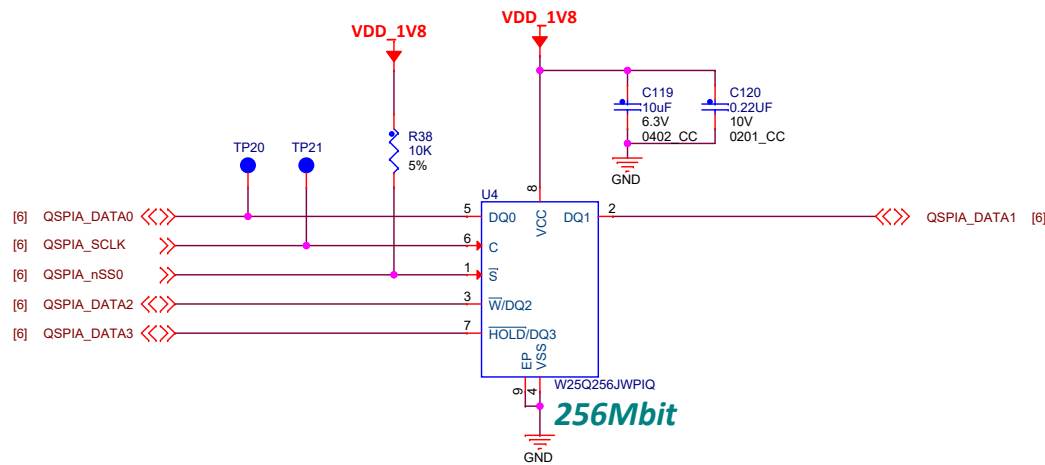 VDD_1V8
VDD_1V8
C119
10uF
6.3V
0402_CC
C120
0.22UF
10V
0201_CC
R38
10K
5%
TP20
TP21
GND
U4
8
VCC
[6] QSPIA_DATA0
5
DQ0
DQ1
2
QSPIA_DATA1 [6]
[6] QSPIA_SCLK
6
C
[6] QSPIA_nSS0
1
S
[6] QSPIA_DATA2
3
W/DQ2
[6] QSPIA_DATA3
7
HOLD/DQ3
EP
VSS
9
4
W25Q256JWPIQ
256Mbit
GND